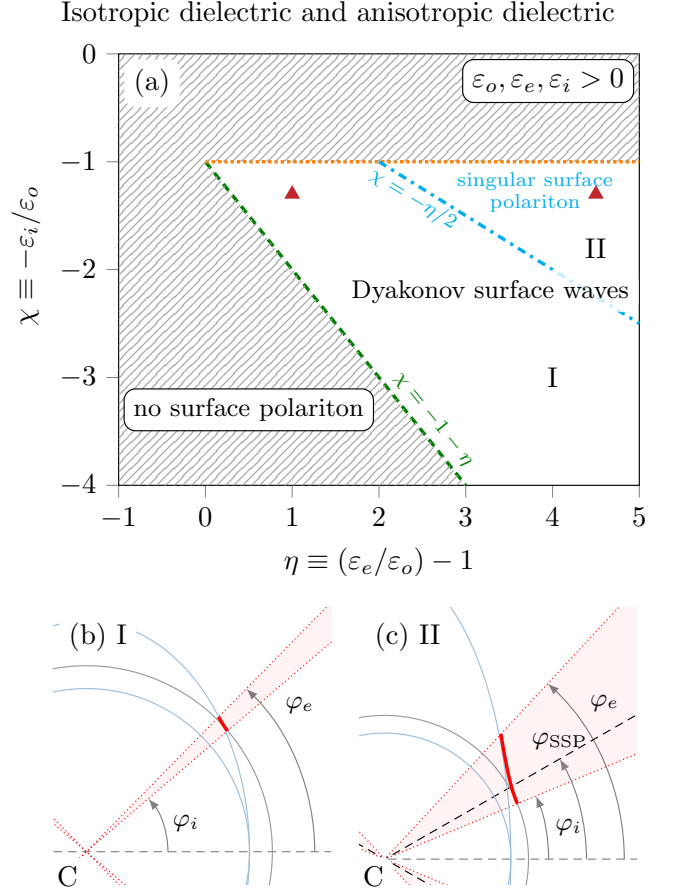 Isotropic dielectric and anisotropic dielectric
(a)
εₒ, εₑ, εᵢ > 0
singular surface
polariton
χ = −η/2
II
Dyakonov surface waves
I
χ = −1 − η
no surface polariton
0
−1
−2
−3
−4
χ ≡ −εᵢ/εₒ
−1 0 1 2 3 4 5
η ≡ (εₑ/εₒ) − 1
(b) I
φₑ
φᵢ
C
(c) II
φₑ
φSSP
φᵢ
C